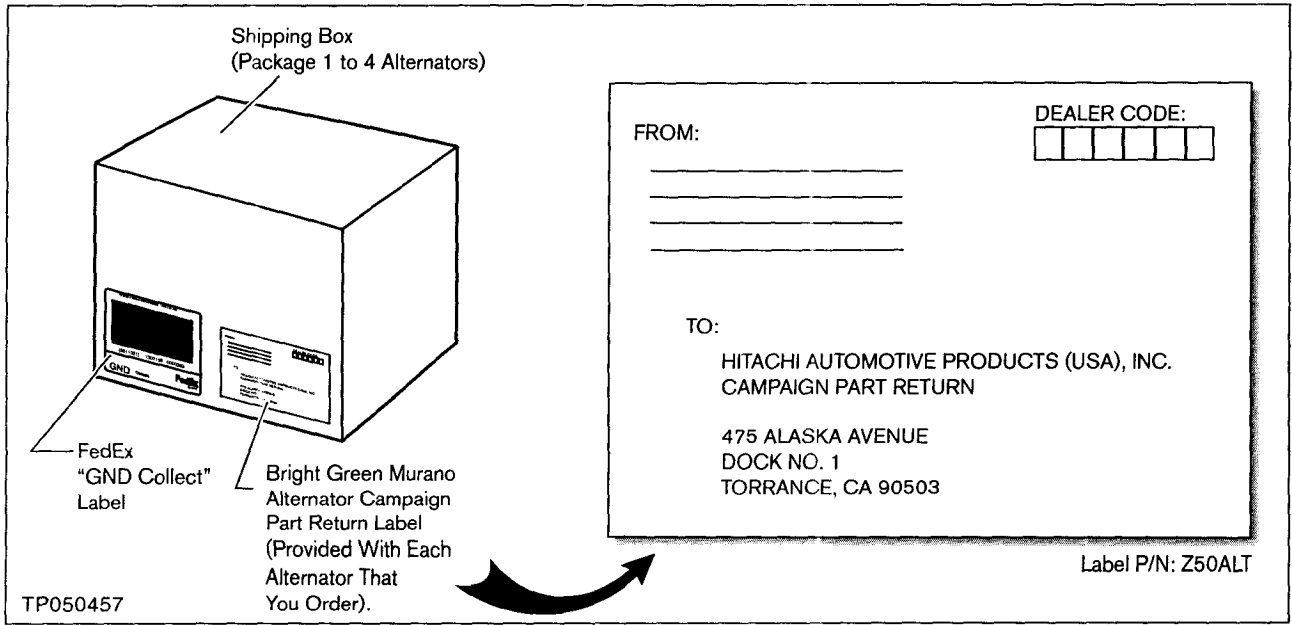 Shipping Box
(Package 1 to 4 Alternators)
GND
FedEx
FedEx
"GND Collect"
Label
Bright Green Murano
Alternator Campaign
Part Return Label
(Provided With Each
Alternator That
You Order).
TP050457
DEALER CODE:
FROM:
TO:
HITACHI AUTOMOTIVE PRODUCTS (USA), INC.
CAMPAIGN PART RETURN
475 ALASKA AVENUE
DOCK NO. 1
TORRANCE, CA 90503
Label P/N: Z50ALT